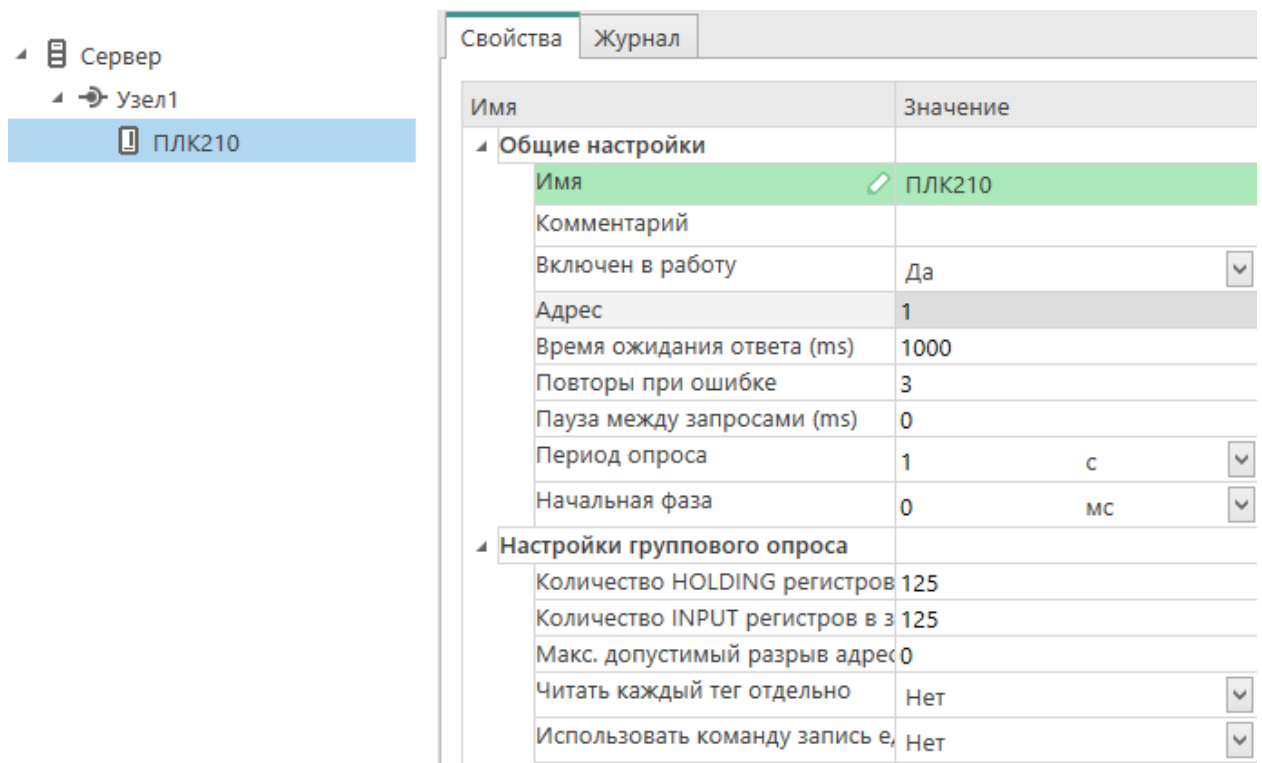 Сервер
Узел1
ПЛК210
Свойства Журнал
Имя Значение
Общие настройки
Имя ПЛК210
Комментарий
Включен в работу Да
Адрес 1
Время ожидания ответа (ms) 1000
Повторы при ошибке 3
Пауза между запросами (ms) 0
Период опроса 1 с
Начальная фаза 0 мс
Настройки группового опроса
Количество HOLDING регистров 125
Количество INPUT регистров в з 125
Макс. допустимый разрыв адрес 0
Читать каждый тег отдельно Нет
Использовать команду запись ед Нет